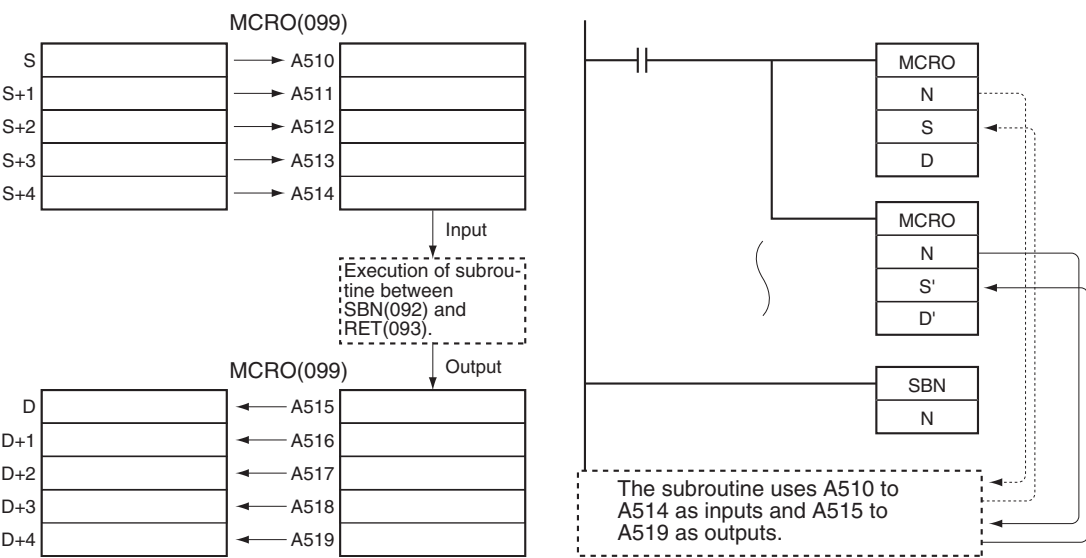 MCRO(099)
S A510
S+1 A511
S+2 A512
S+3 A513
S+4 A514
Input
Execution of subrou-
tine between
SBN(092) and
RET(093).
Output
MCRO(099)
D A515
D+1 A516
D+2 A517
D+3 A518
D+4 A519
MCRO
N
S
D
MCRO
N
S'
D'
SBN
N
The subroutine uses A510 to
A514 as inputs and A515 to
A519 as outputs.